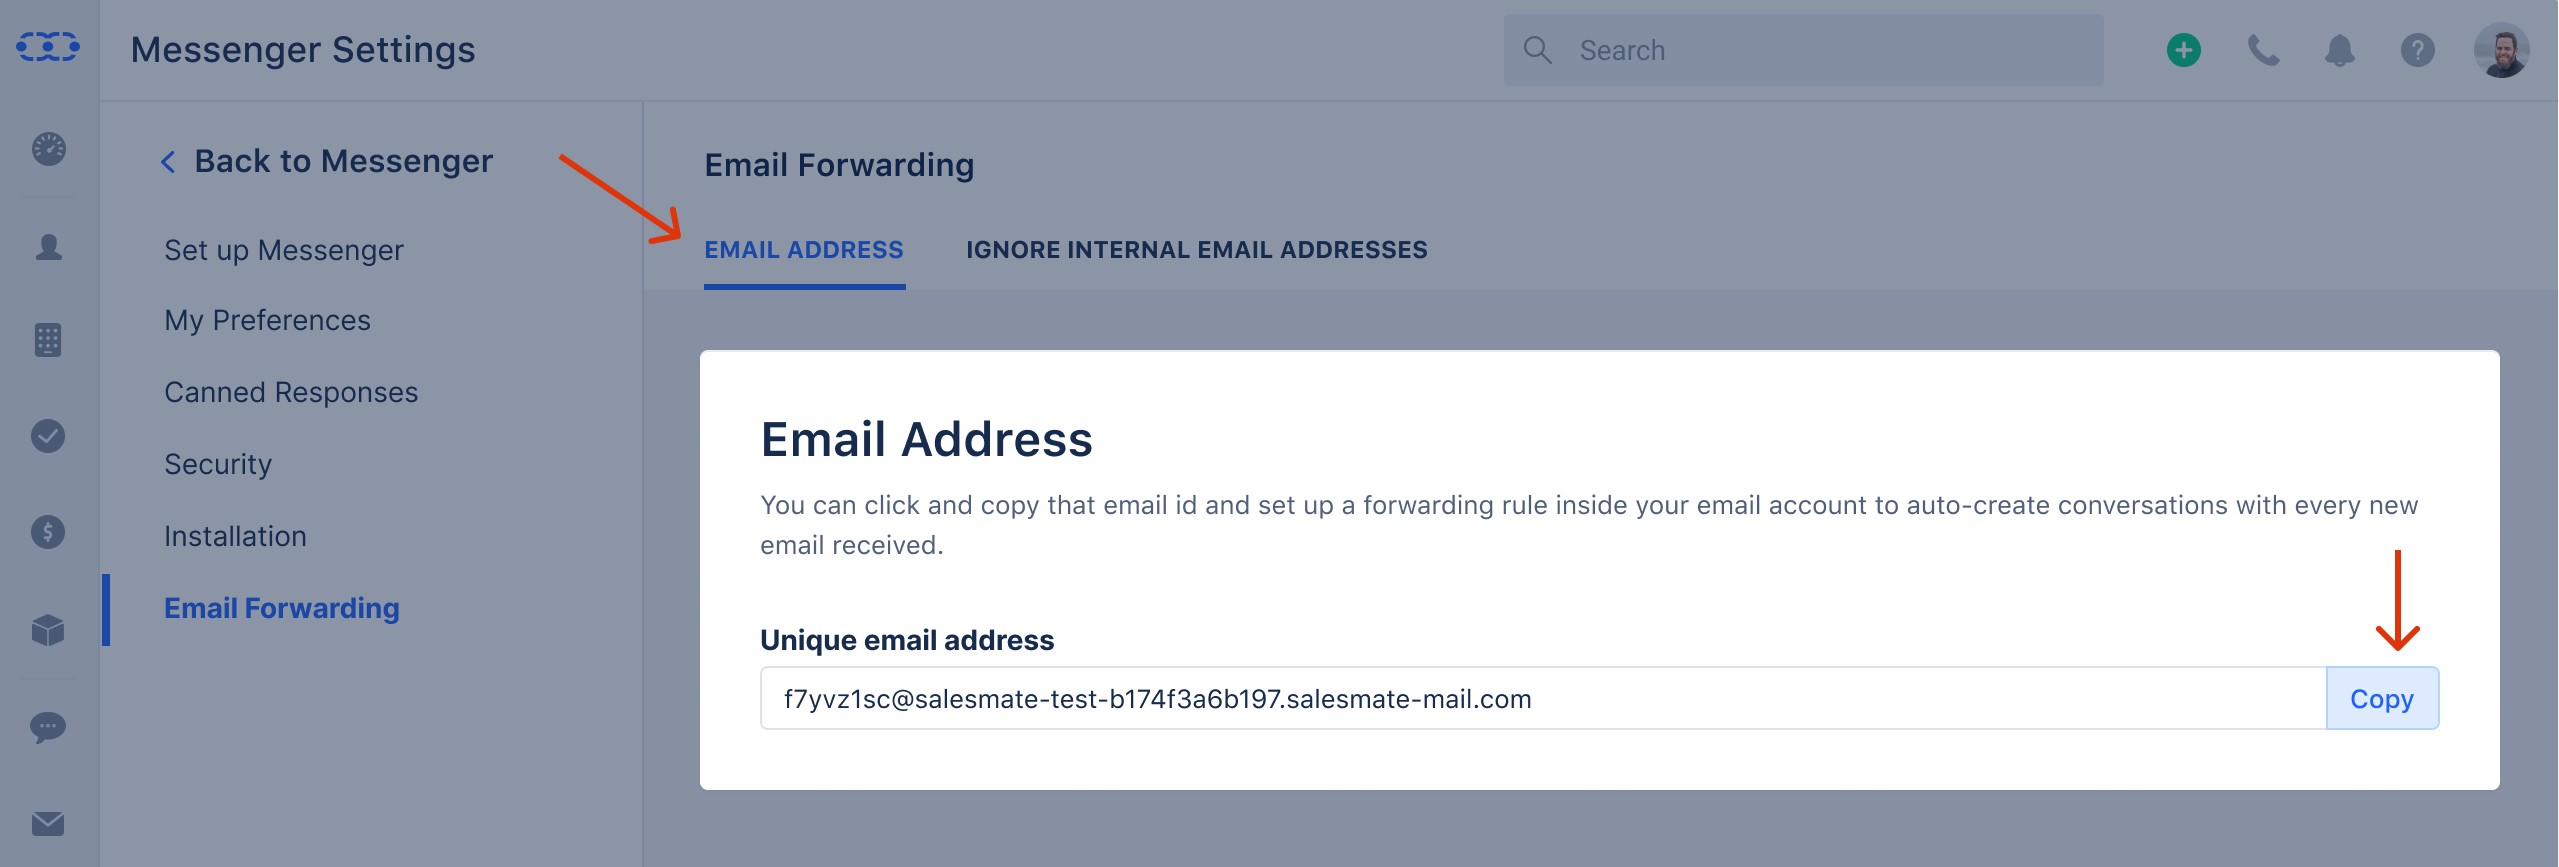 Messenger Settings
Search
Back to Messenger
Set up Messenger
My Preferences
Canned Responses
Security
Installation
Email Forwarding
Email Forwarding
EMAIL ADDRESS
IGNORE INTERNAL EMAIL ADDRESSES
Email Address
You can click and copy that email id and set up a forwarding rule inside your email account to auto-create conversations with every new
email received.
Unique email address
f7yvz1sc@salesmate-test-b174f3a6b197.salesmate-mail.com
Copy